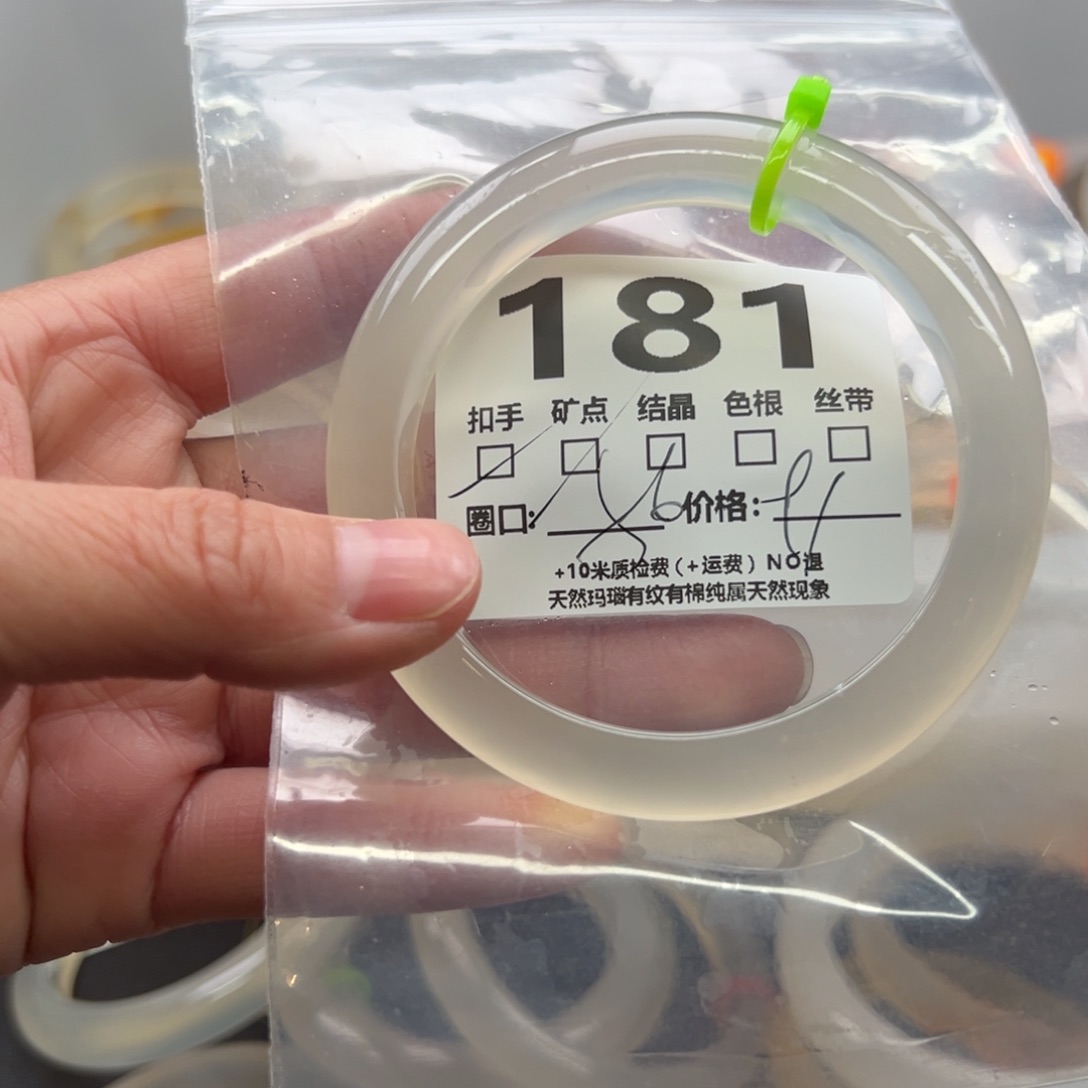 181
扣手 矿点 结晶 色根 丝带
圈口: 价格:
+10米质检费(+运费) NO退
天然玛瑙有纹有棉纯属天然现象